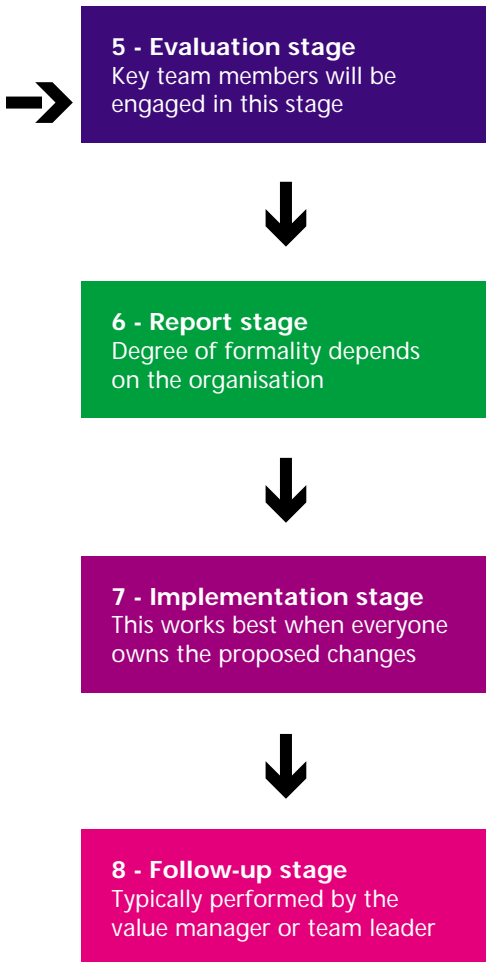 5 - Evaluation stage
Key team members will be
engaged in this stage
6 - Report stage
Degree of formality depends
on the organisation
7 - Implementation stage
This works best when everyone
owns the proposed changes
8 - Follow-up stage
Typically performed by the
value manager or team leader